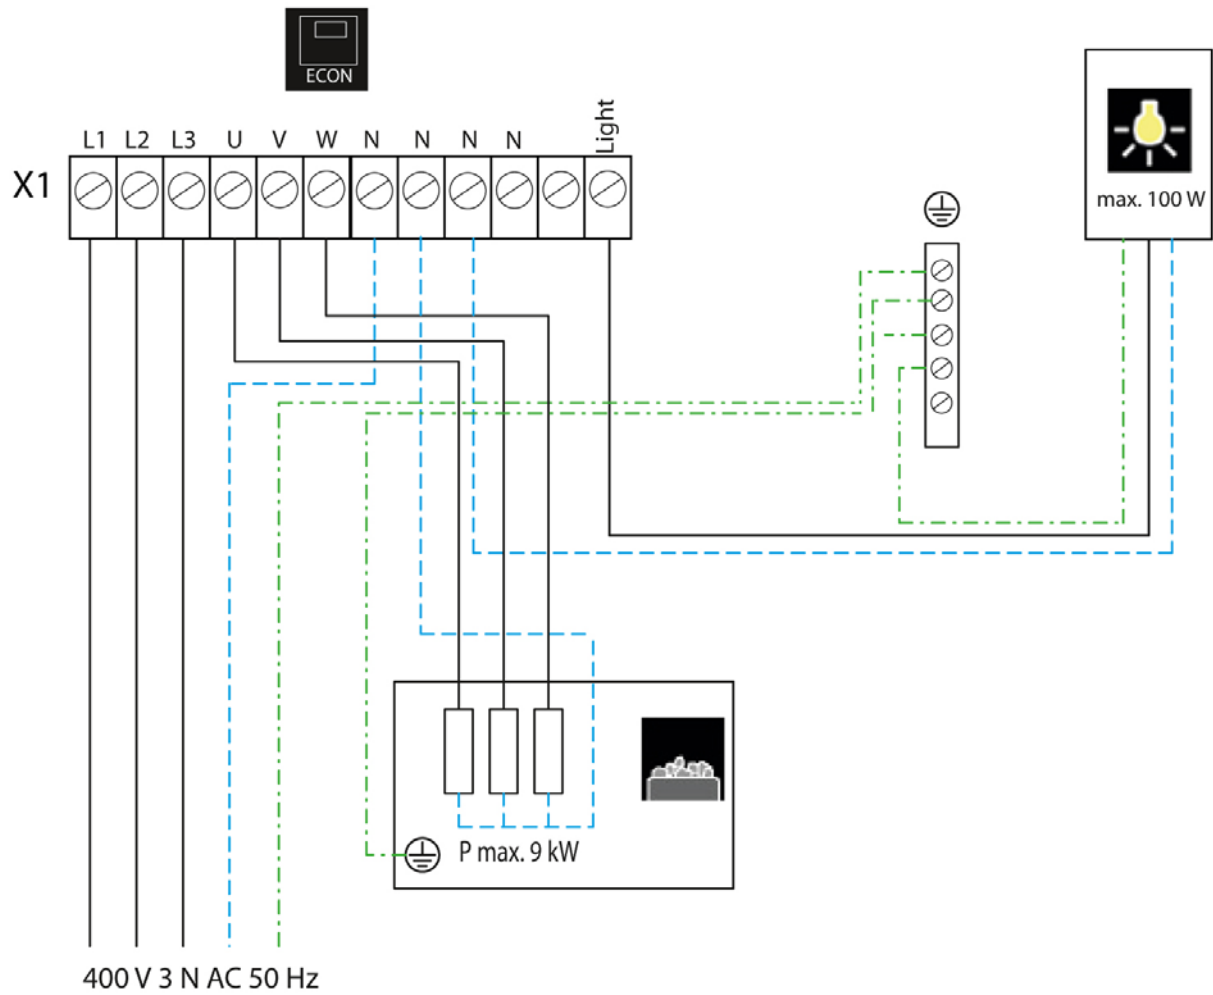 ECON
L1 L2 L3 U V W N N N N Light
X1
max. 100 W
P max. 9 kW
400 V 3 N AC 50 Hz